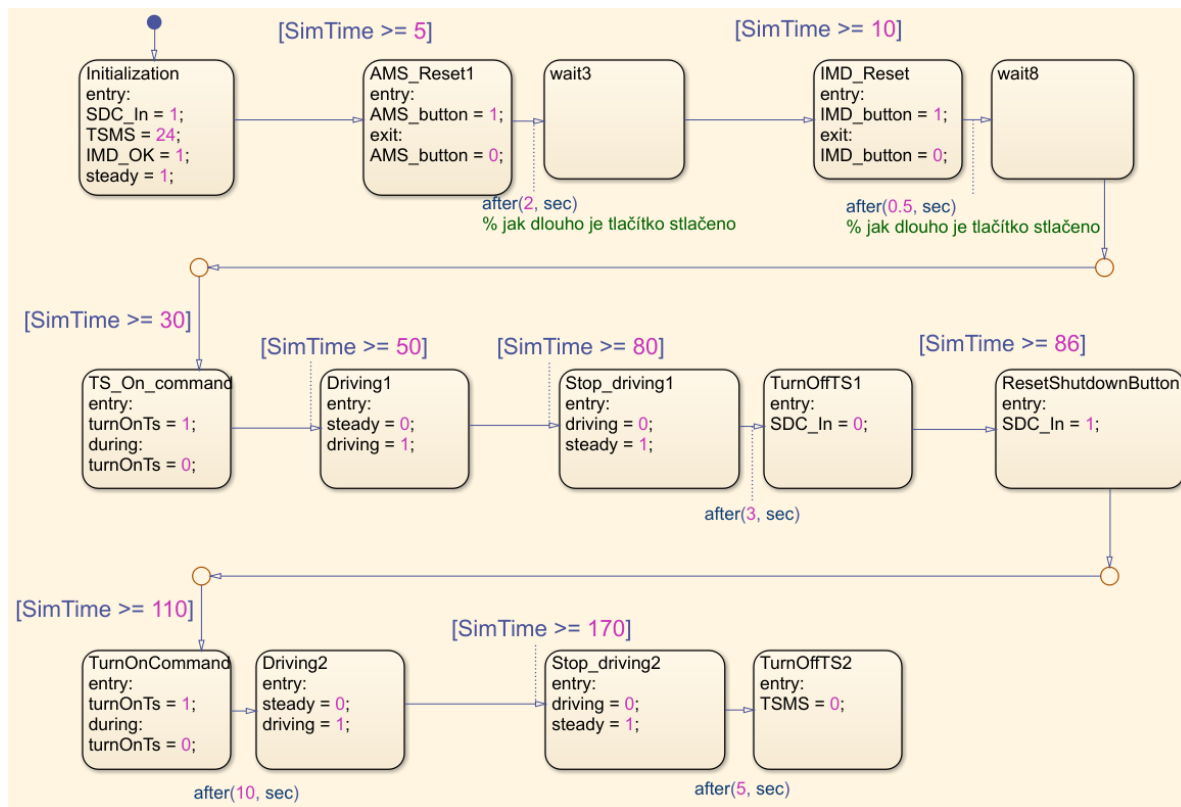 [SimTime >= 5]
[SimTime >= 10]
Initialization
entry:
SDC_In = 1;
TSMS = 24;
IMD_OK = 1;
steady = 1;
AMS_Reset1
entry:
AMS_button = 1;
exit:
AMS_button = 0;
wait3
IMD_Reset
entry:
IMD_button = 1;
exit:
IMD_button = 0;
wait8
after(2, sec)
% jak dlouho je tlačítko stlačeno
after(0.5, sec)
% jak dlouho je tlačítko stlačeno
[SimTime >= 30]
[SimTime >= 50]
[SimTime >= 80]
[SimTime >= 86]
TS_On_command
entry:
turnOnTs = 1;
during:
turnOnTs = 0;
Driving1
entry:
steady = 0;
driving = 1;
Stop_driving1
entry:
driving = 0;
steady = 1;
TurnOffTS1
entry:
SDC_In = 0;
ResetShutdownButton
entry:
SDC_In = 1;
after(3, sec)
[SimTime >= 110]
[SimTime >= 170]
TurnOnCommand
entry:
turnOnTs = 1;
during:
turnOnTs = 0;
Driving2
entry:
steady = 0;
driving = 1;
Stop_driving2
entry:
driving = 0;
steady = 1;
TurnOffTS2
entry:
TSMS = 0;
after(10, sec)
after(5, sec)